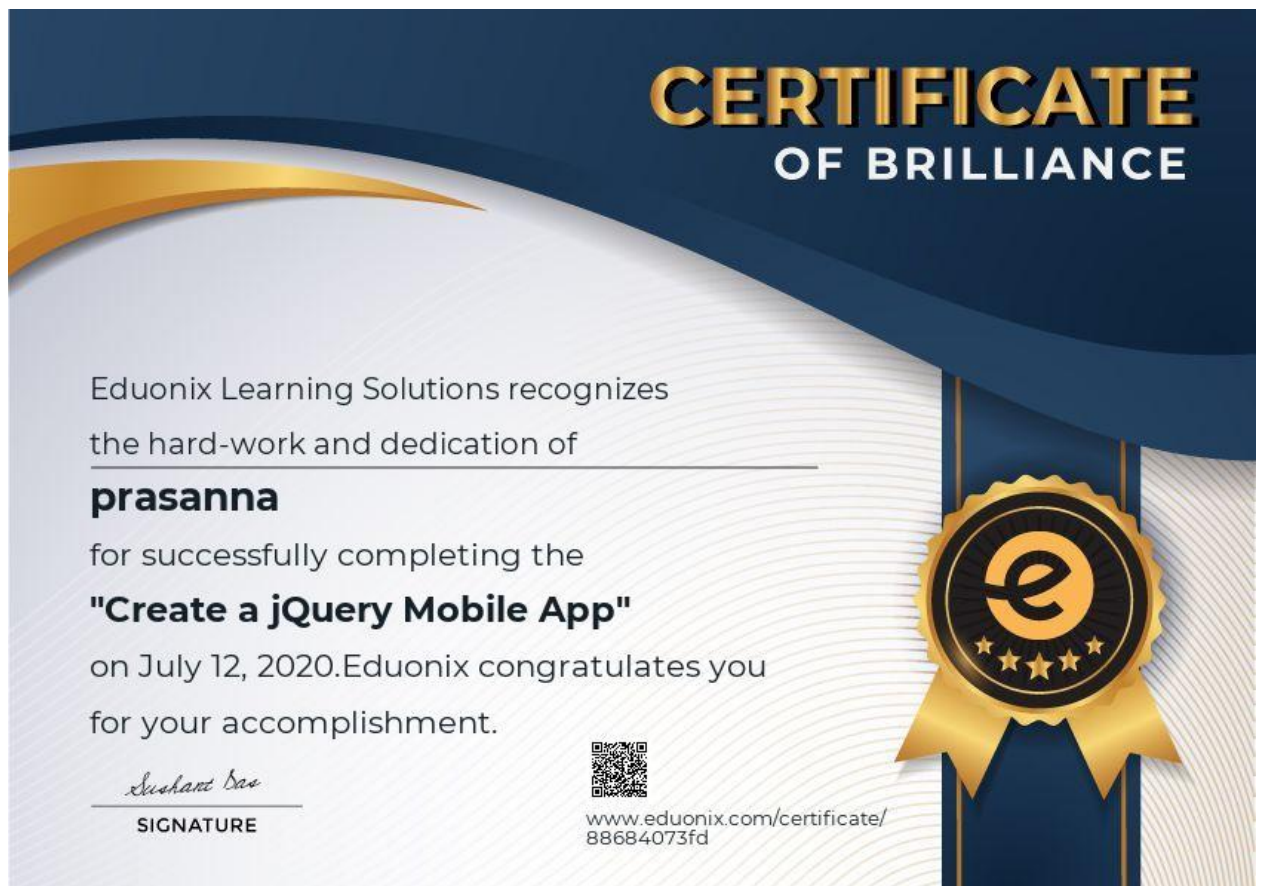 CERTIFICATE
OF BRILLIANCE
Eduonix Learning Solutions recognizes
the hard-work and dedication of
prasanna
for successfully completing the
"Create a jQuery Mobile App"
on July 12, 2020.Eduonix congratulates you
for your accomplishment.
Sushant Das
SIGNATURE
www.eduonix.com/certificate/
88684073fd